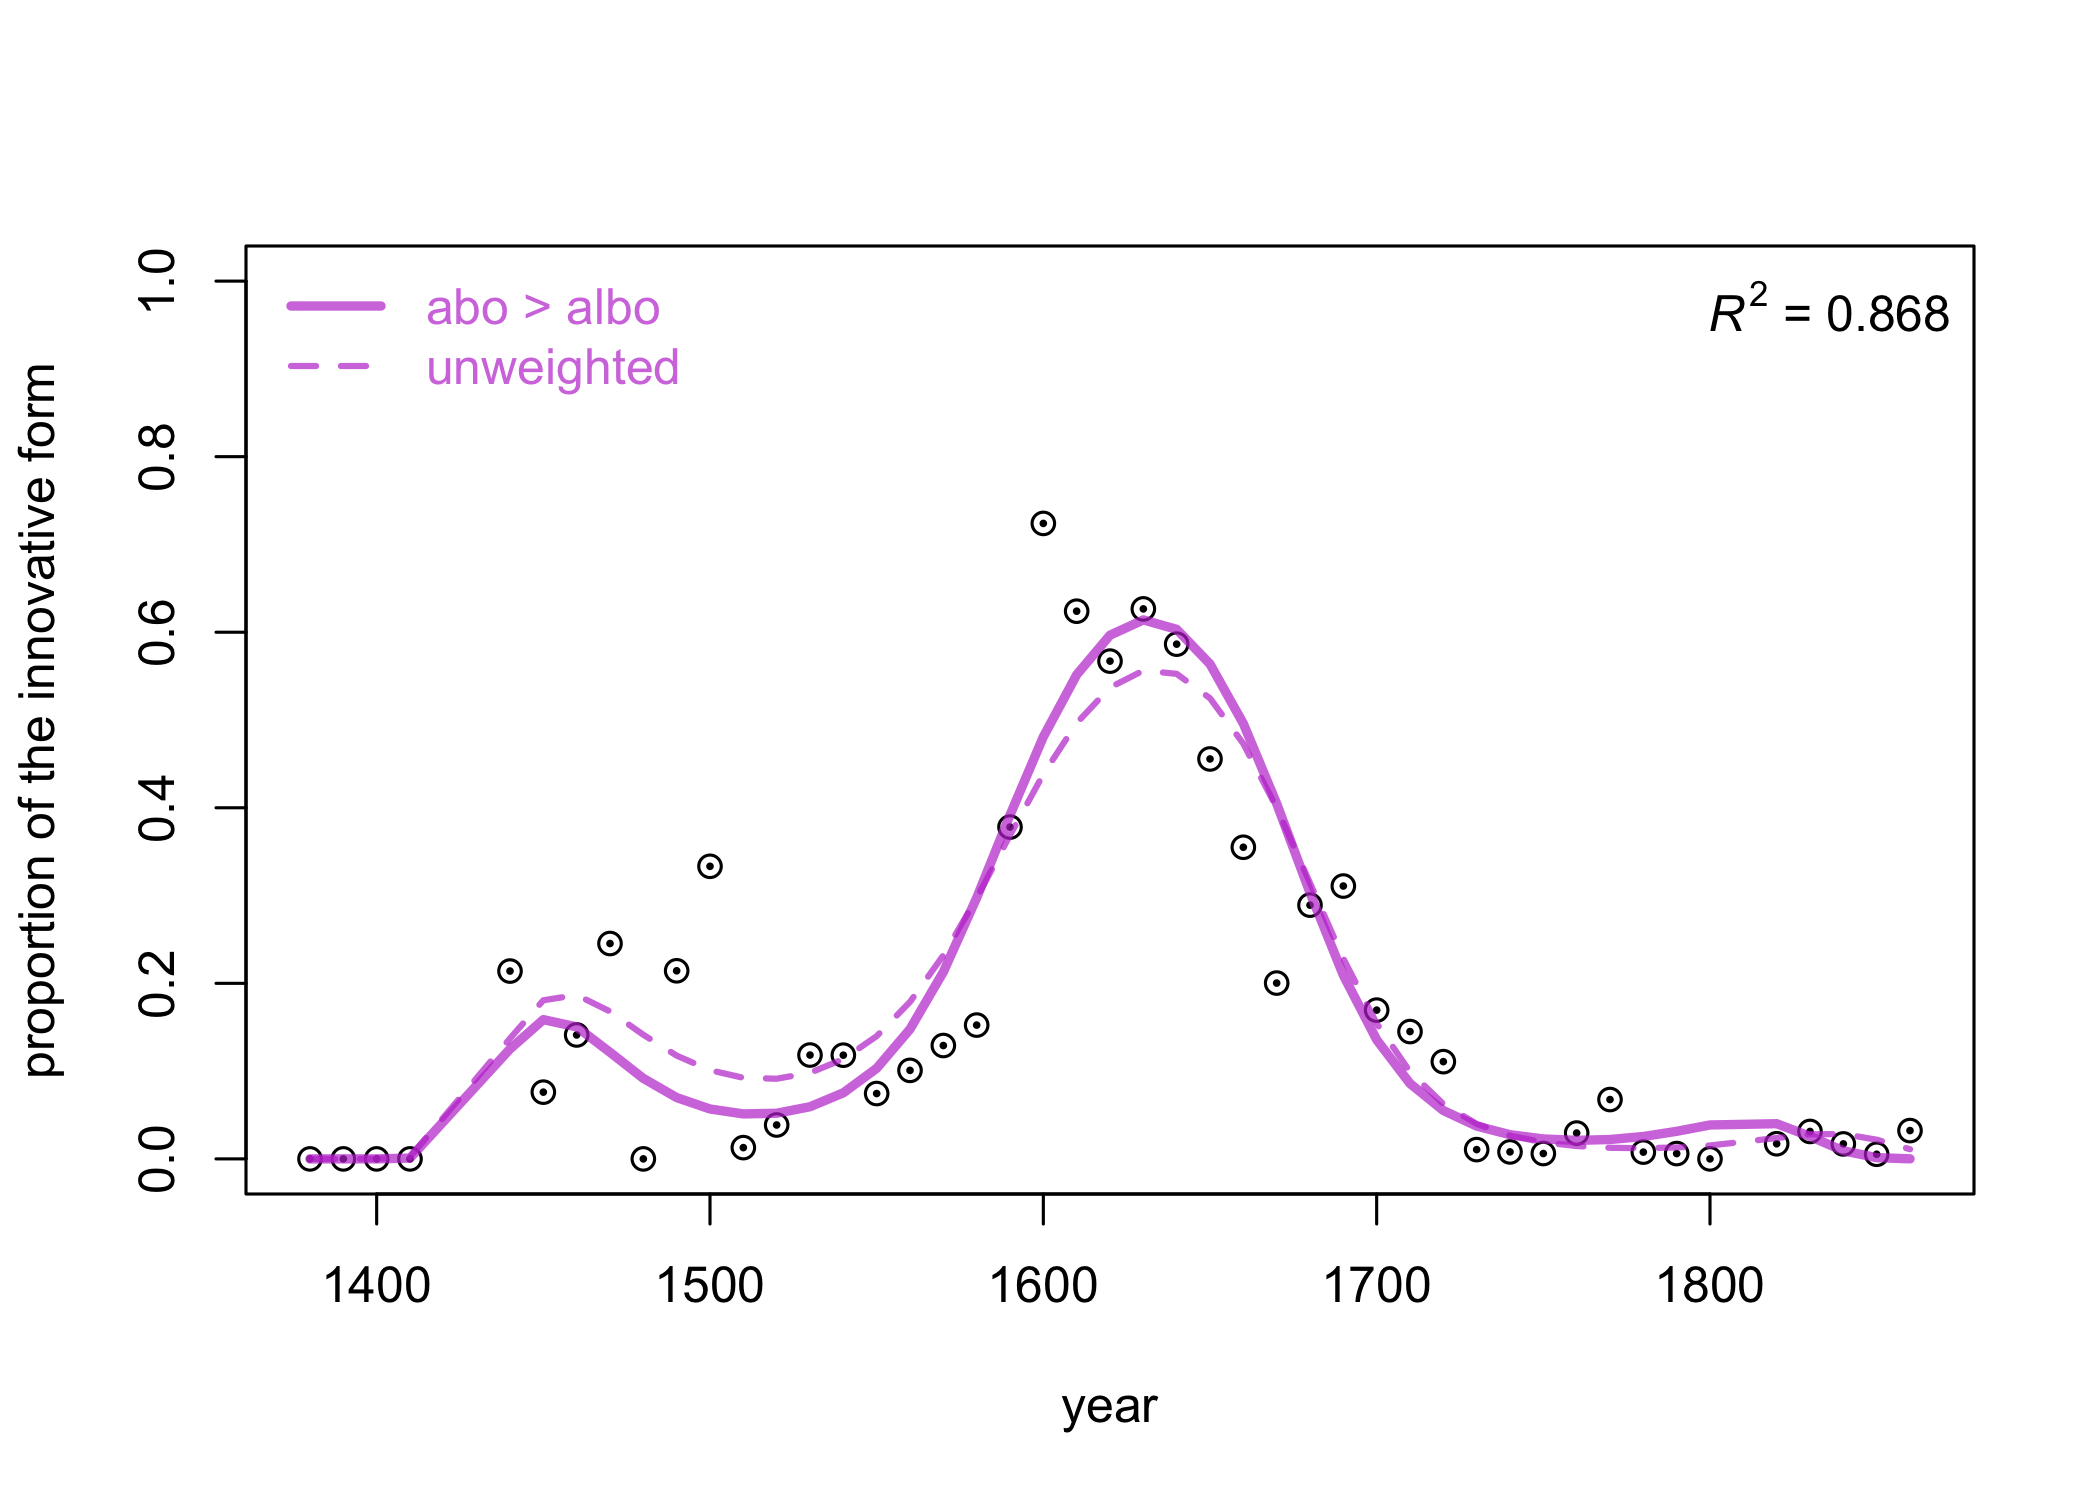 abo > albo
unweighted
R² = 0.868
proportion of the innovative form
1.0
0.8
0.6
0.4
0.2
0.0
1400 1500 1600 1700 1800
year